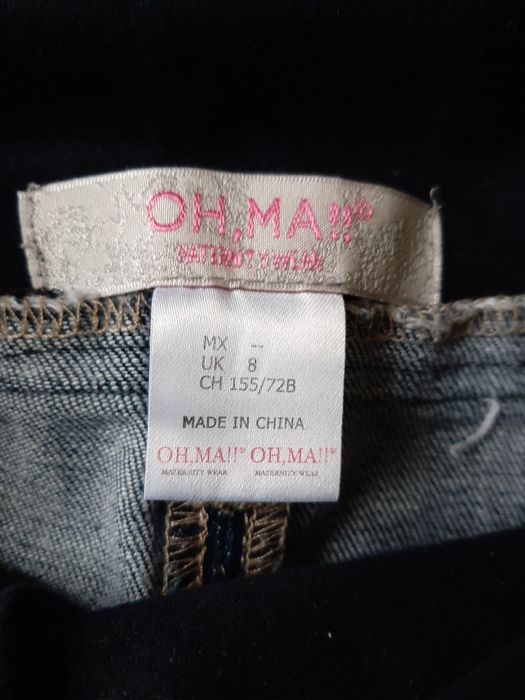 OH,MA!!®
MATERNITY WEAR
MX --
UK 8
CH 155/72B
MADE IN CHINA
OH,MA!!® OH,MA!!®
MATERNITY WEAR MATERNITY WEAR